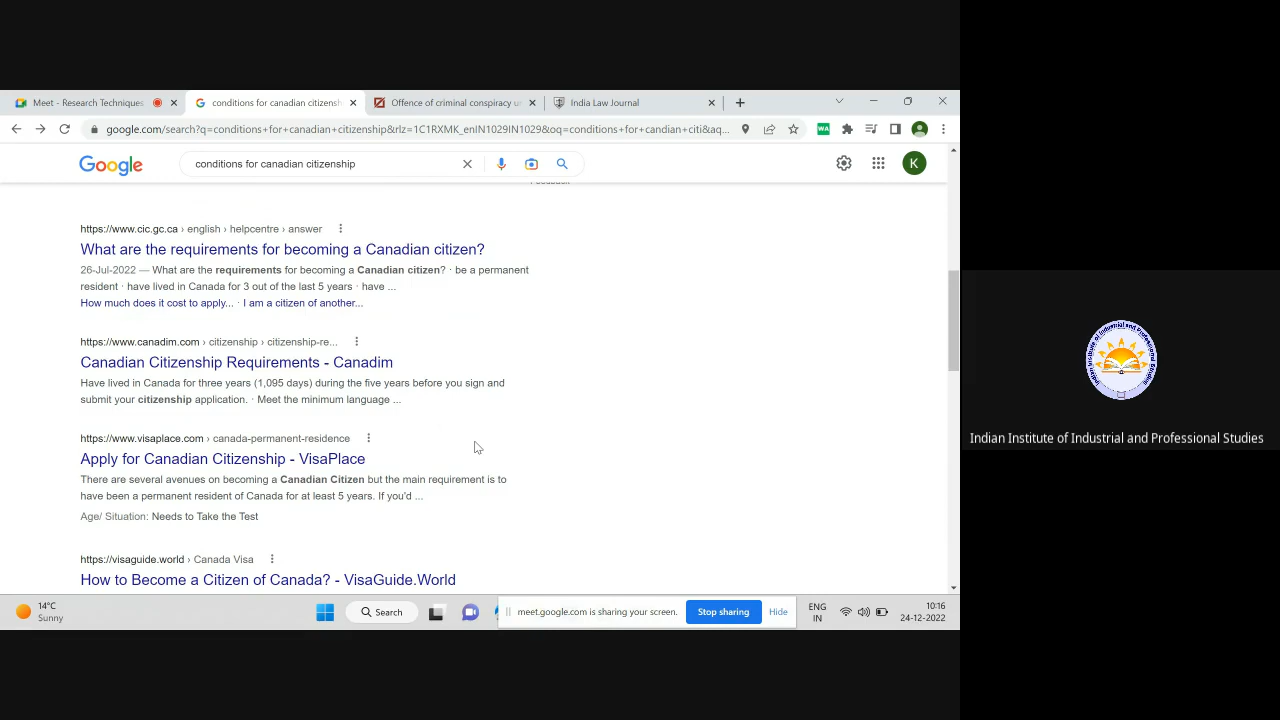 Meet - Research Techniques
conditions for canadian citizensh
Offence of criminal conspiracy u
India Law Journal
google.com/search?q=conditions+for+canadian+citizenship&rlz=1C1RXMK_enIN1029IN1029&oq=conditions+for+candian+citi&aq...
WA
Google
conditions for canadian citizenship
K
https://www.cic.gc.ca › english › helpcentre › answer
What are the requirements for becoming a Canadian citizen?
26-Jul-2022 — What are the requirements for becoming a Canadian citizen? · be a permanent
resident · have lived in Canada for 3 out of the last 5 years · have ...
How much does it cost to apply... · I am a citizen of another...
https://www.canadim.com › citizenship › citizenship-re...
Canadian Citizenship Requirements - Canadim
Have lived in Canada for three years (1,095 days) during the five years before you sign and
submit your citizenship application. · Meet the minimum language ...
https://www.visaplace.com › canada-permanent-residence
Apply for Canadian Citizenship - VisaPlace
There are several avenues on becoming a Canadian Citizen but the main requirement is to
have been a permanent resident of Canada for at least 5 years. If you'd ...
Age/ Situation: Needs to Take the Test
https://visaguide.world › Canada Visa
How to Become a Citizen of Canada? - VisaGuide.World
14°C
Sunny
Search
meet.google.com is sharing your screen.
Stop sharing
Hide
ENG
IN
10:16
24-12-2022
Indian Institute of Industrial and Professional Studies
Indian Institute of Industrial and Professional Studies